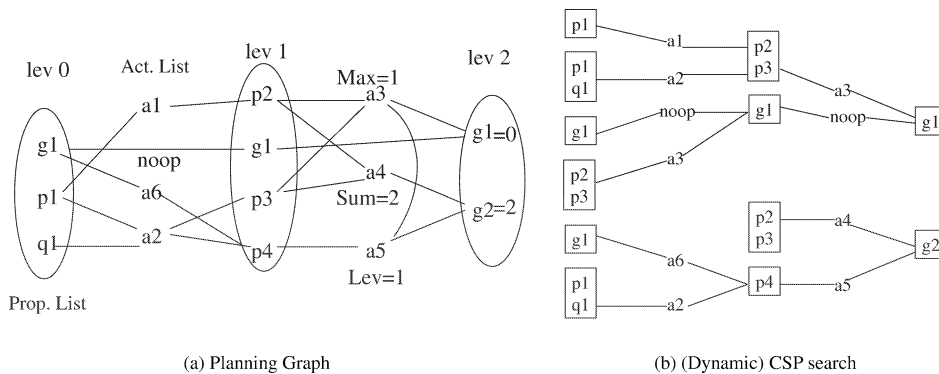 lev 0
Act. List
lev 1
Max=1
lev 2
a1
p2
a3
g1=0
g1
noop
g1
p1
a6
p3
a4
Sum=2
g2=2
q1
a2
p4
a5
Lev=1
Prop. List
(a) Planning Graph
p1
a1
p2
p3
p1
q1
a2
a3
g1
noop
g1
noop
g1
p2
p3
a3
g1
a6
p2
p3
a4
g2
p1
q1
a2
p4
a5
(b) (Dynamic) CSP search